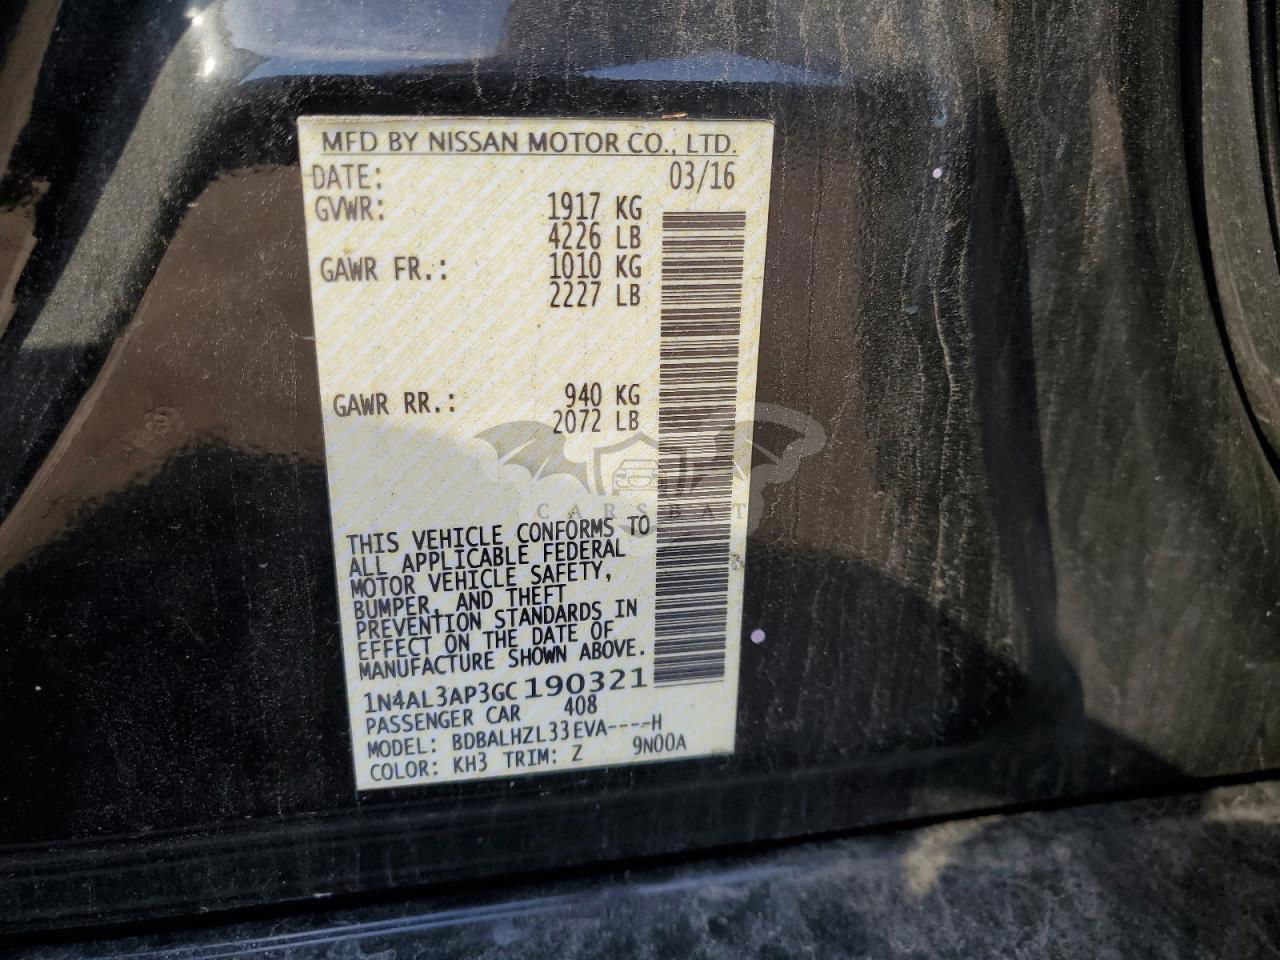 MFD BY NISSAN MOTOR CO., LTD.
DATE: 03/16
GVWR: 1917 KG
4226 LB
GAWR FR.: 1010 KG
2227 LB
GAWR RR.: 940 KG
2072 LB
CARSBAT
THIS VEHICLE CONFORMS TO
ALL APPLICABLE FEDERAL
MOTOR VEHICLE SAFETY,
BUMPER, AND THEFT
PREVENTION STANDARDS IN
EFFECT ON THE DATE OF
MANUFACTURE SHOWN ABOVE.
1N4AL3AP3GC190321
PASSENGER CAR 408
MODEL: BDBALHZL33EVA----H
COLOR: KH3 TRIM: Z 9N00A